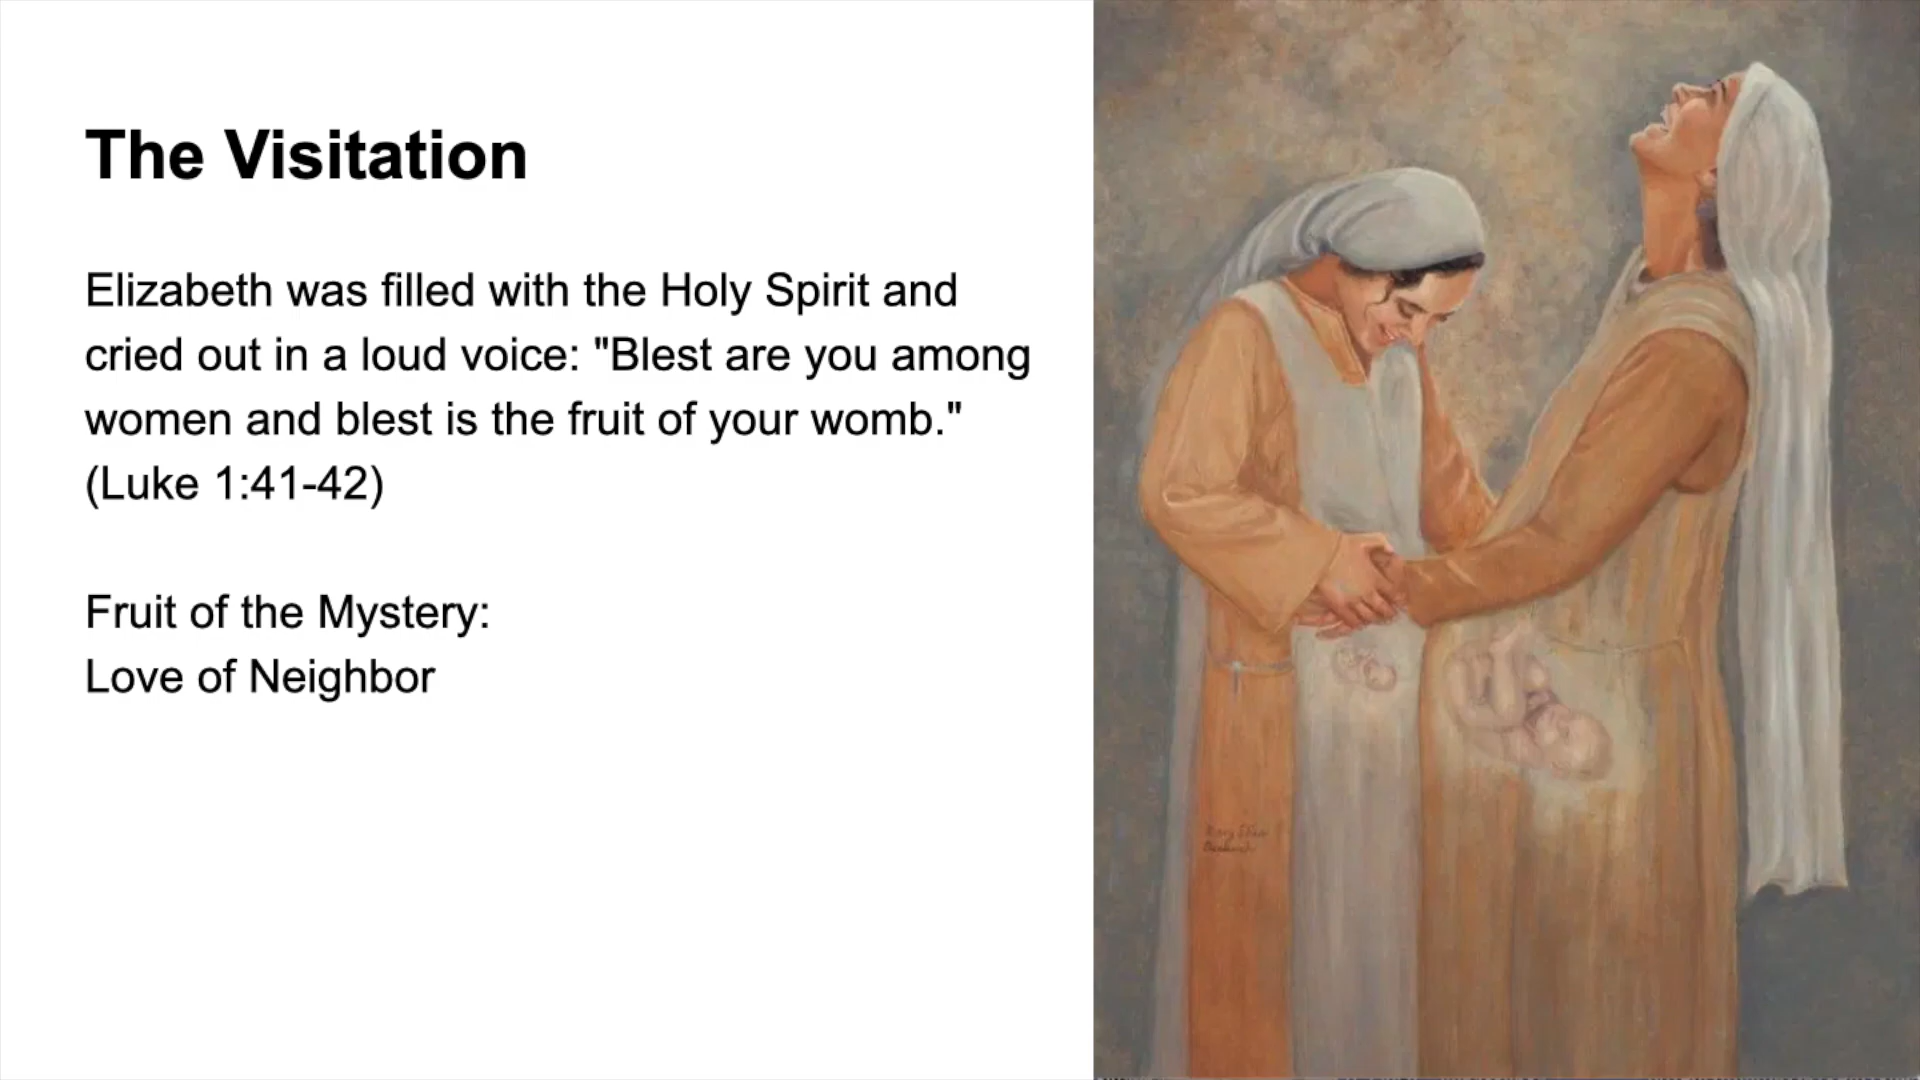 The Visitation
Elizabeth was filled with the Holy Spirit and
cried out in a loud voice: "Blest are you among
women and blest is the fruit of your womb."
(Luke 1:41-42)
Fruit of the Mystery:
Love of Neighbor